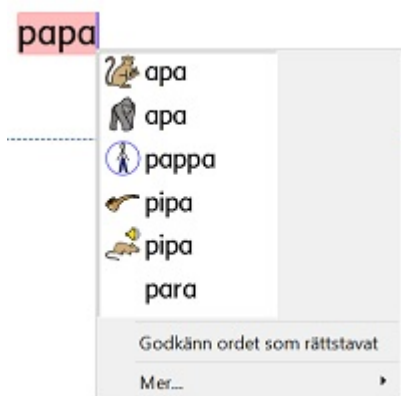 papa
apa
apa
pappa
pipa
pipa
para
Godkänn ordet som rättstavat
Mer...